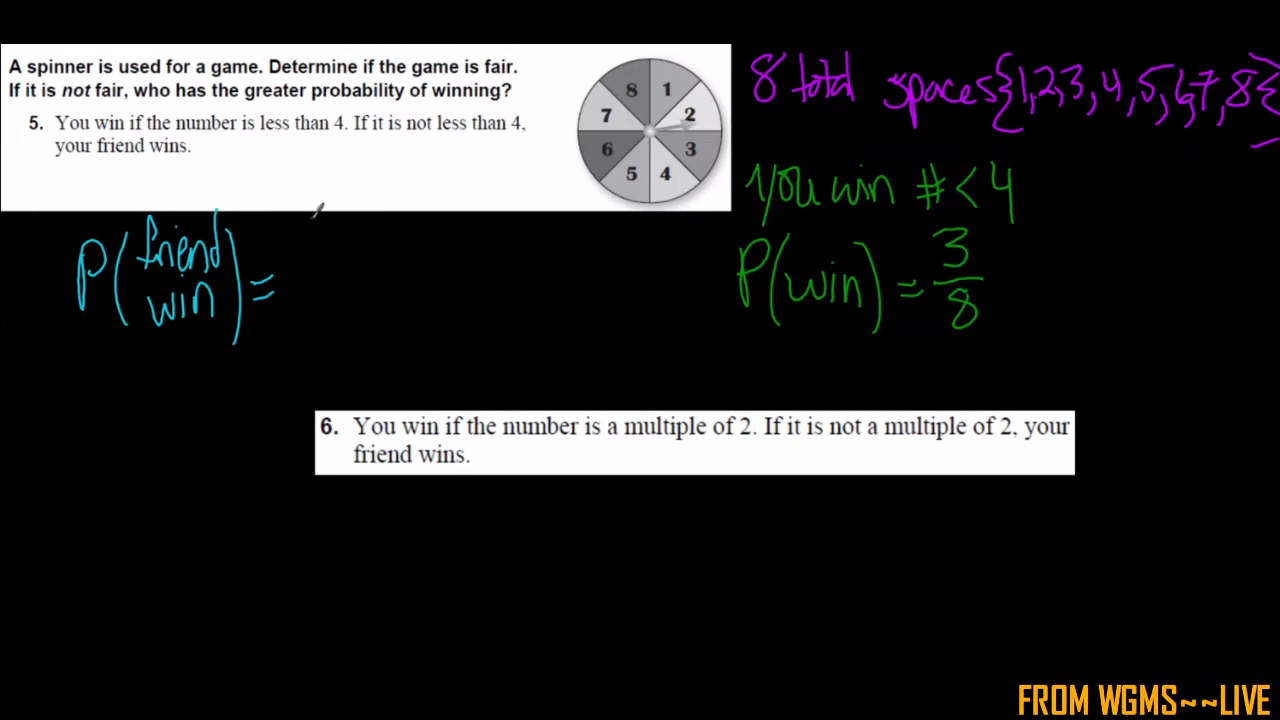 A spinner is used for a game. Determine if the game is fair.
If it is not fair, who has the greater probability of winning?
5. You win if the number is less than 4. If it is not less than 4,
your friend wins.
8 1
7 2
6 3
5 4
8 total spaces {1,2,3,4,5,6,7,8}
you win # < 4
P(win) = 3/8
P(friend
win) =
6. You win if the number is a multiple of 2. If it is not a multiple of 2, your
friend wins.
FROM WGMS~~LIVE